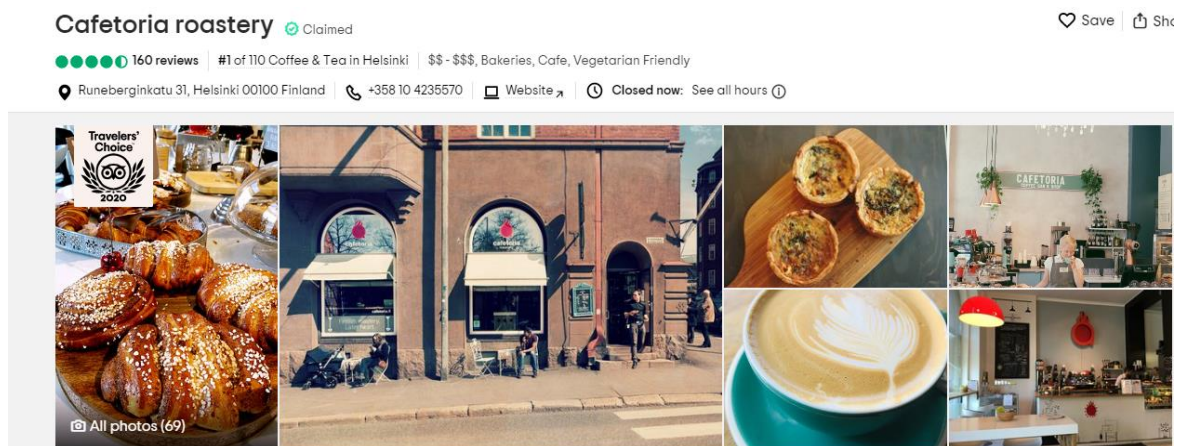 Cafetoria roastery Claimed
Save Sho
160 reviews #1 of 110 Coffee & Tea in Helsinki $$ - $$$, Bakeries, Cafe, Vegetarian Friendly
Runeberginkatu 31, Helsinki 00100 Finland +358 10 4235570 Website Closed now: See all hours
Travelers'
Choice
2020
cafetoria
cafetoria
CAFETORIA
All photos (69)